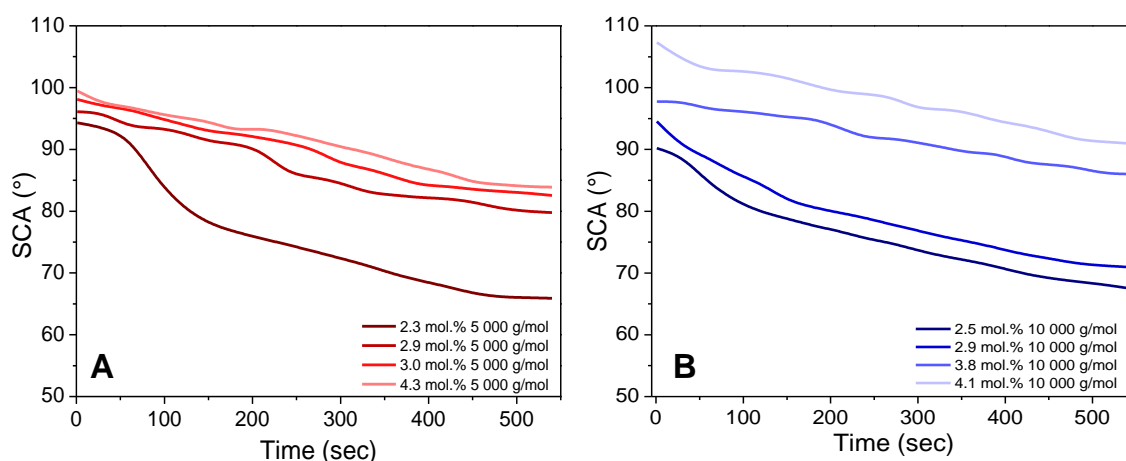 110
100
90
80
70
60
50
SCA (°)
0 100 200 300 400 500
Time (sec)
A
2.3 mol.% 5 000 g/mol
2.9 mol.% 5 000 g/mol
3.0 mol.% 5 000 g/mol
4.3 mol.% 5 000 g/mol
110
100
90
80
70
60
50
SCA (°)
0 100 200 300 400 500
Time (sec)
B
2.5 mol.% 10 000 g/mol
2.9 mol.% 10 000 g/mol
3.8 mol.% 10 000 g/mol
4.1 mol.% 10 000 g/mol